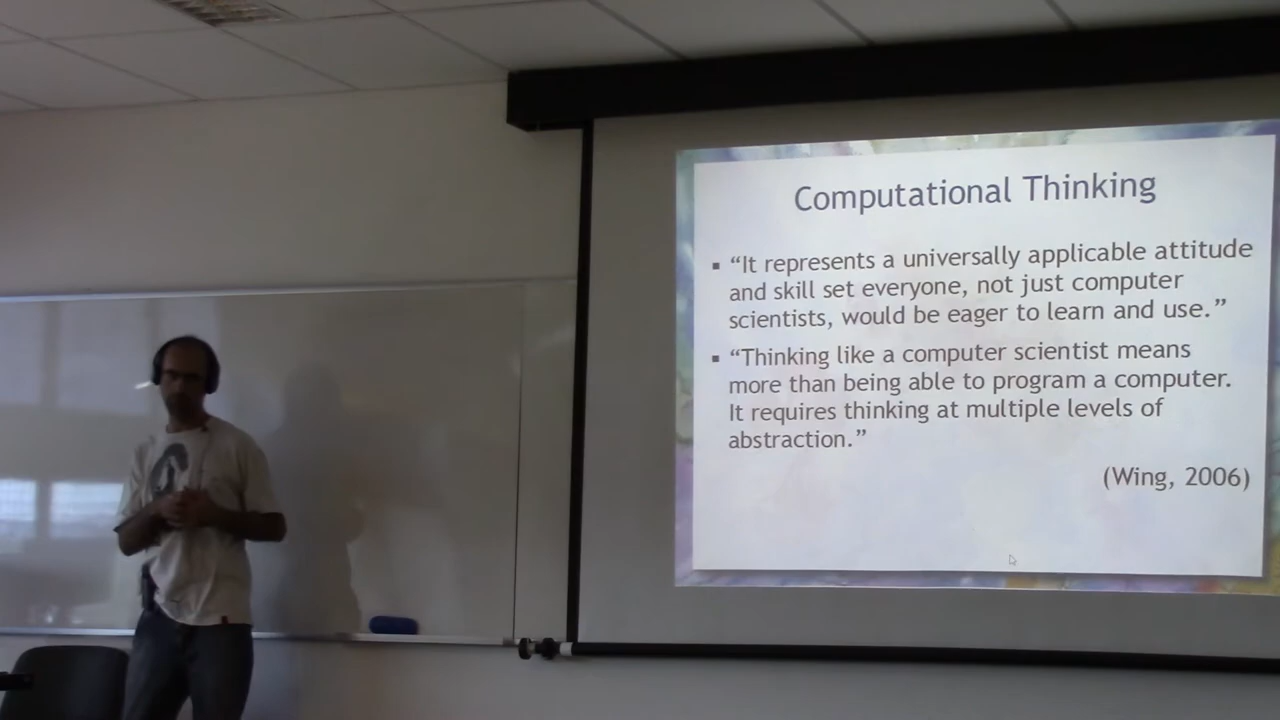 Computational Thinking
▪ “It represents a universally applicable attitude
and skill set everyone, not just computer
scientists, would be eager to learn and use.”
▪ “Thinking like a computer scientist means
more than being able to program a computer.
It requires thinking at multiple levels of
abstraction.”
(Wing, 2006)